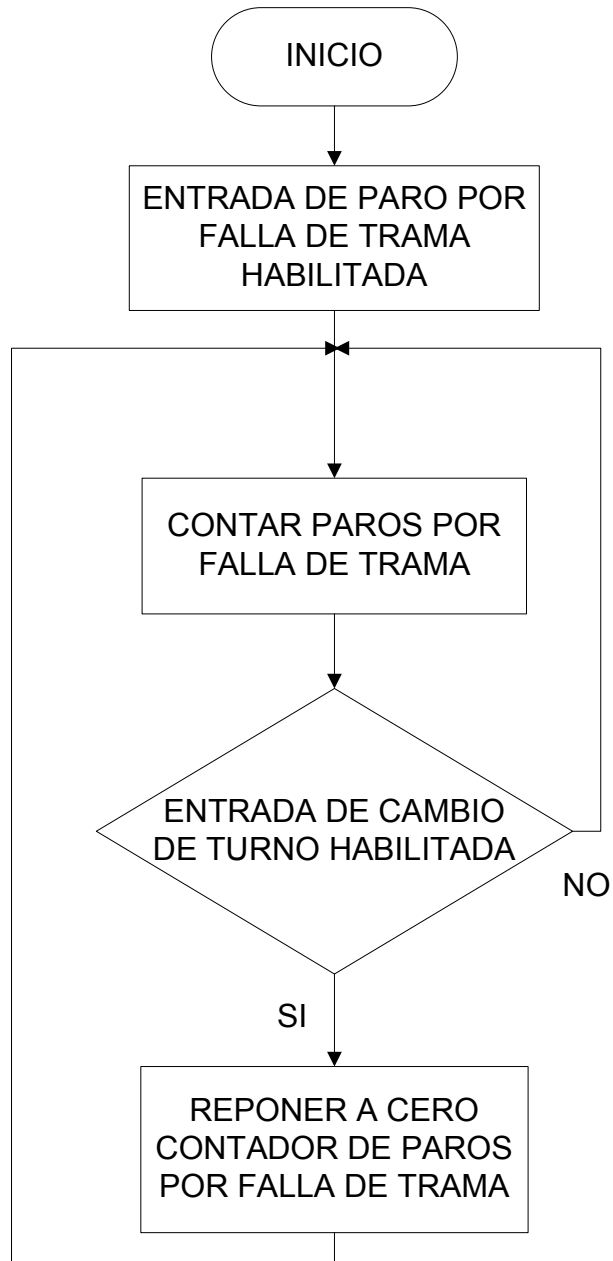 INICIO
ENTRADA DE PARO POR
FALLA DE TRAMA
HABILITADA
CONTAR PAROS POR
FALLA DE TRAMA
ENTRADA DE CAMBIO
DE TURNO HABILITADA
NO
SI
REPONER A CERO
CONTADOR DE PAROS
POR FALLA DE TRAMA